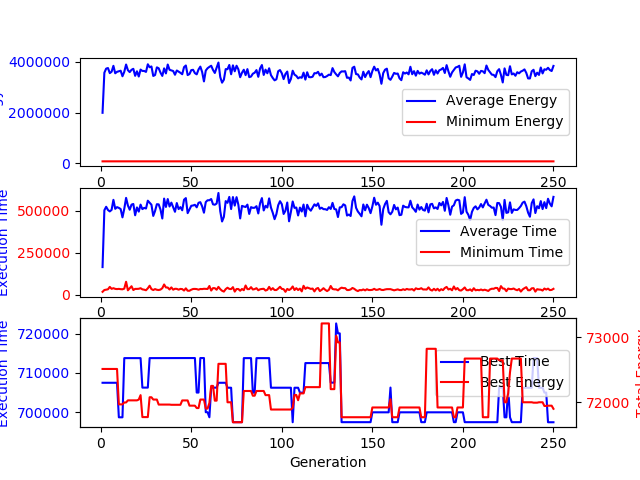 4000000
2000000
0
Average Energy
Minimum Energy
0 50 100 150 200 250
Execution Time
500000
250000
0
Average Time
Minimum Time
0 50 100 150 200 250
Execution Time
720000
710000
700000
Best Time
Best Energy
73000
72000
Total Energy
0 50 100 150 200 250
Generation